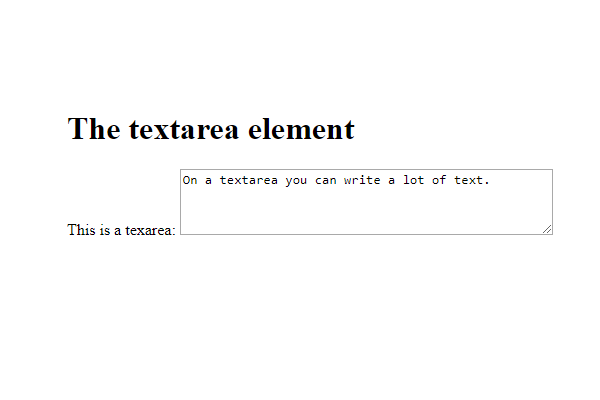 The textarea element
On a textarea you can write a lot of text.
This is a texarea: